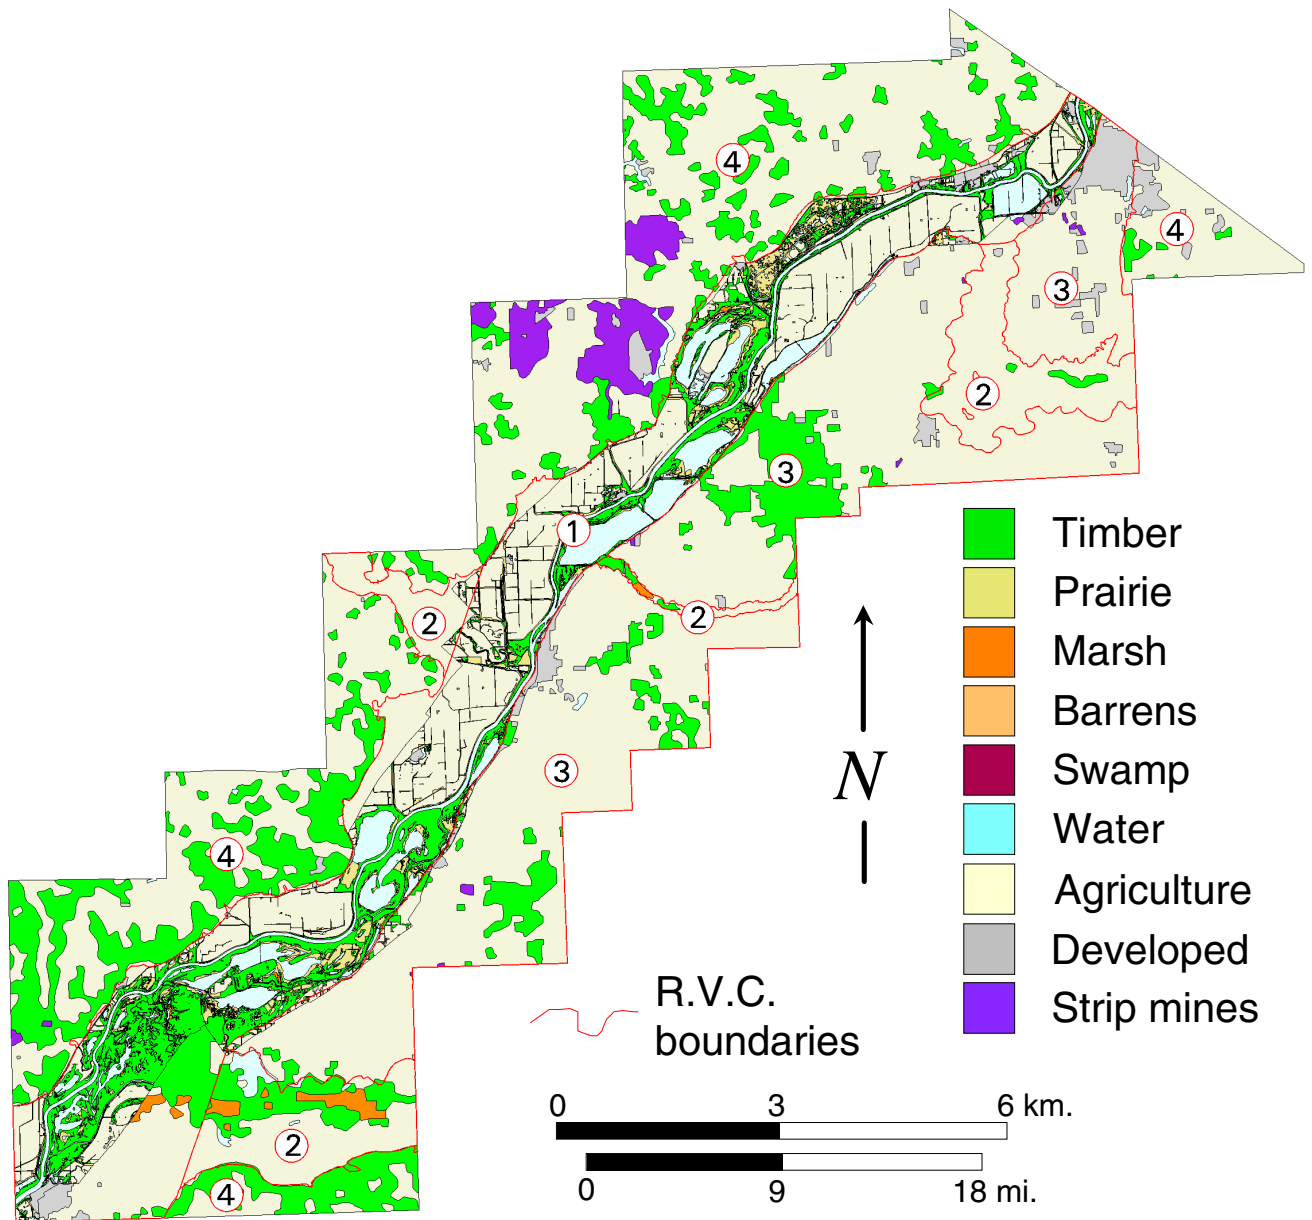 4
4
3
2
3
1
2
2
3
4
2
4
Timber
Prairie
Marsh
Barrens
Swamp
Water
Agriculture
Developed
Strip mines
N
R.V.C.
boundaries
0 3 6 km.
0 9 18 mi.